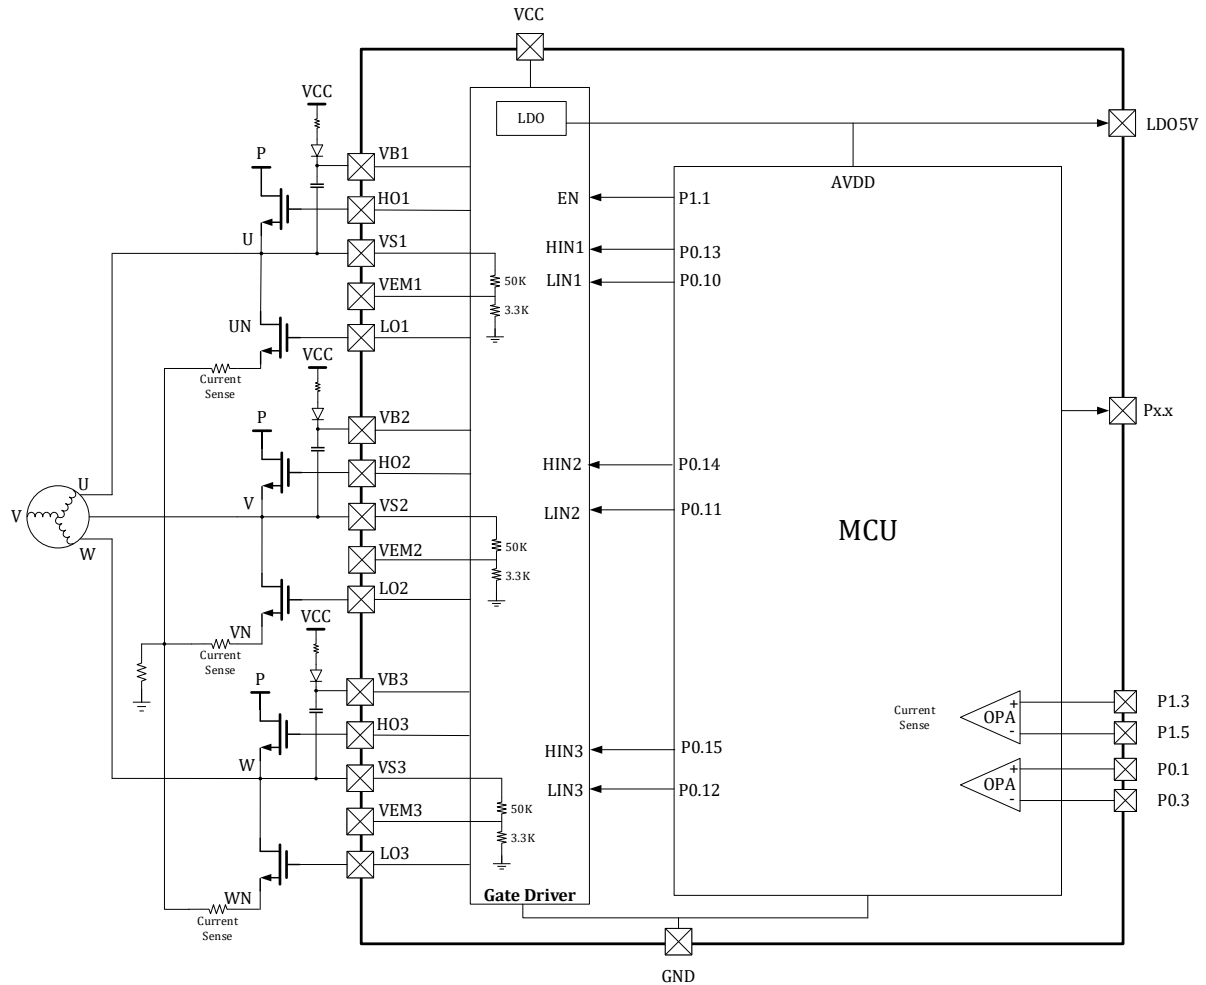 VCC
VCC
LDO
LDO5V
VB1
P
AVDD
EN
P1.1
HO1
U
VS1
HIN1
P0.13
50K
LIN1
P0.10
VEM1
3.3K
UN
LO1
VCC
Current
Sense
P
VB2
Px.x
HO2
HIN2
P0.14
U
V
VS2
LIN2
P0.11
V
MCU
50K
W
VEM2
3.3K
LO2
VCC
VN
Current
Sense
P
VB3
Current
Sense
OPA
+
-
P1.3
P1.5
HO3
HIN3
P0.15
W
VS3
OPA
+
-
P0.1
P0.3
LIN3
P0.12
50K
VEM3
3.3K
LO3
WN
Gate Driver
Current
Sense
GND